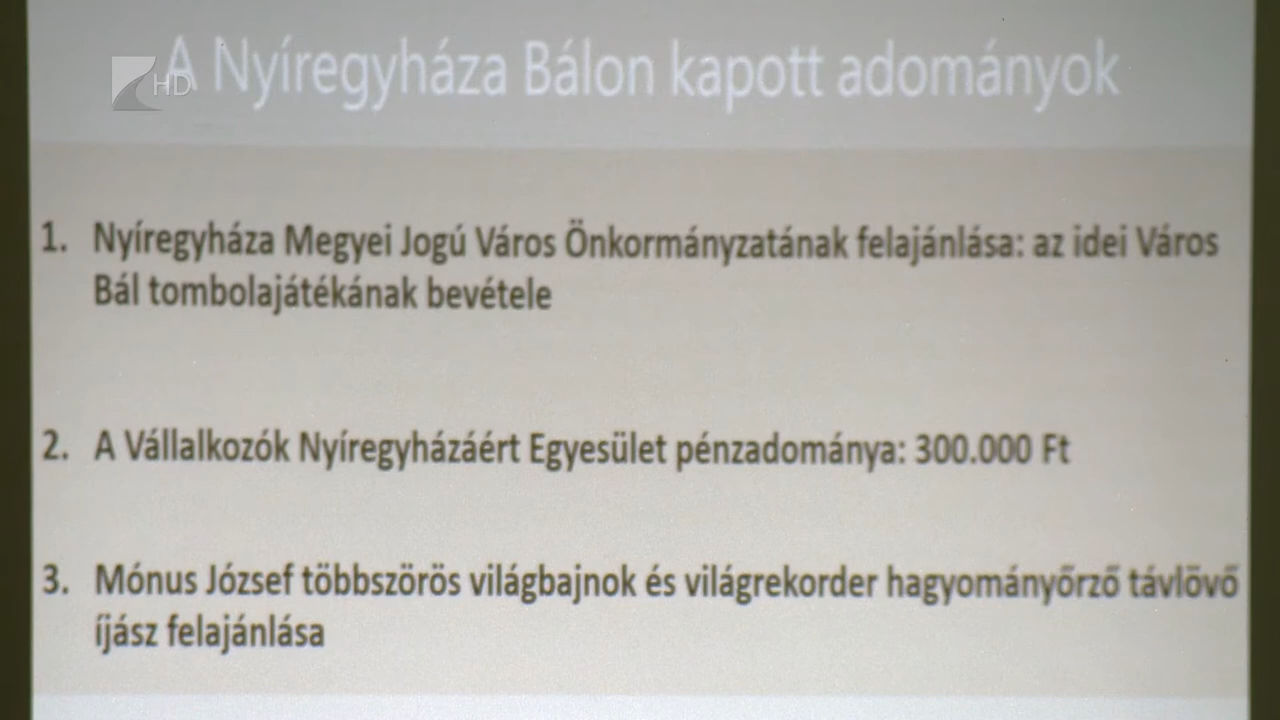 A Nyíregyháza Bálon kapott adományok
HD
1. Nyíregyháza Megyei Jogú Város Önkormányzatának felajánlása: az idei Város
Bál tombolajátékának bevétele
2. A Vállalkozók Nyíregyházáért Egyesület pénzadománya: 300.000 Ft
3. Mónus József többszörös világbajnok és világrekorder hagyományőrző távlövő
íjász felajánlása